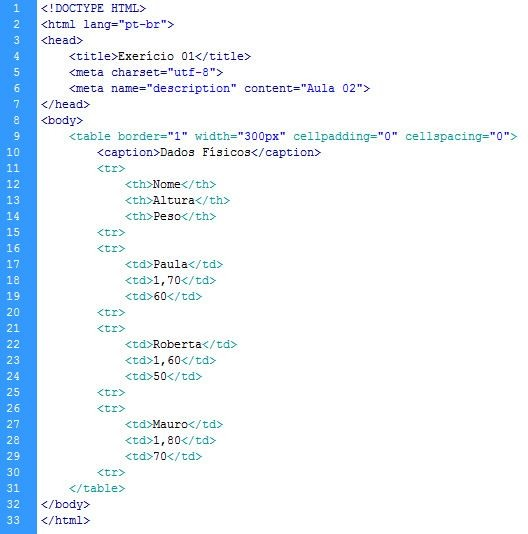 1 <!DOCTYPE HTML>
2 <html lang="pt-br">
3 <head>
4     <title>Exerício 01</title>
5     <meta charset="utf-8">
6     <meta name="description" content="Aula 02">
7 </head>
8 <body>
9     <table border="1" width="300px" cellpadding="0" cellspacing="0">
10         <caption>Dados Físicos</caption>
11         <tr>
12             <th>Nome</th>
13             <th>Altura</th>
14             <th>Peso</th>
15         <tr>
16         <tr>
17             <td>Paula</td>
18             <td>1,70</td>
19             <td>60</td>
20         <tr>
21         <tr>
22             <td>Roberta</td>
23             <td>1,60</td>
24             <td>50</td>
25         <tr>
26         <tr>
27             <td>Mauro</td>
28             <td>1,80</td>
29             <td>70</td>
30         <tr>
31     </table>
32 </body>
33 </html>